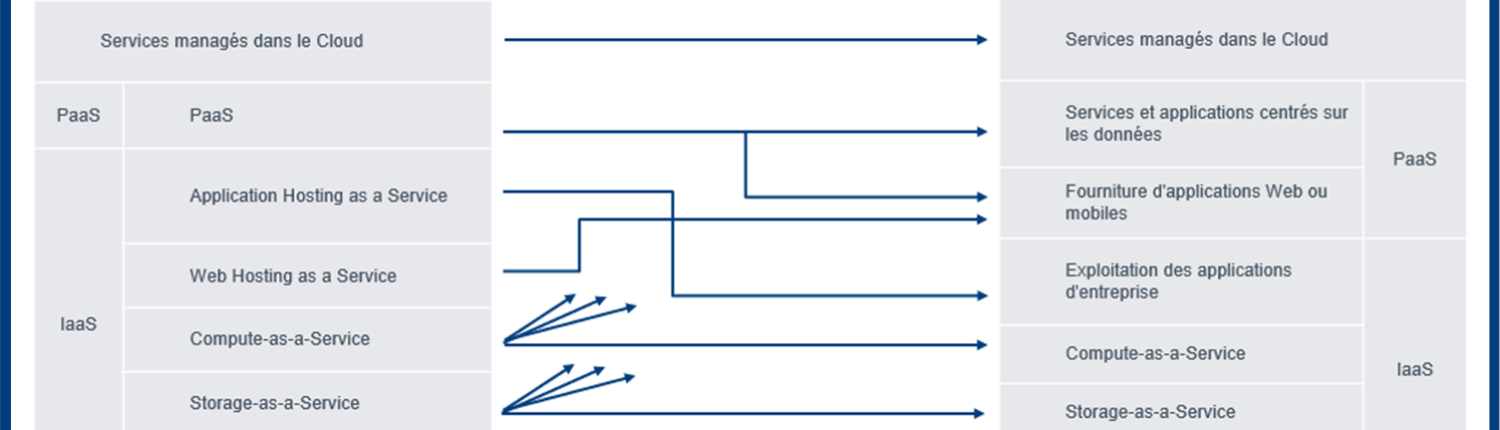 Services managés dans le Cloud
PaaS
PaaS
Application Hosting as a Service
Web Hosting as a Service
IaaS
Compute-as-a-Service
Storage-as-a-Service
Services managés dans le Cloud
Services et applications centrés sur
les données
PaaS
Fourniture d'applications Web ou
mobiles
Exploitation des applications
d'entreprise
Compute-as-a-Service
IaaS
Storage-as-a-Service